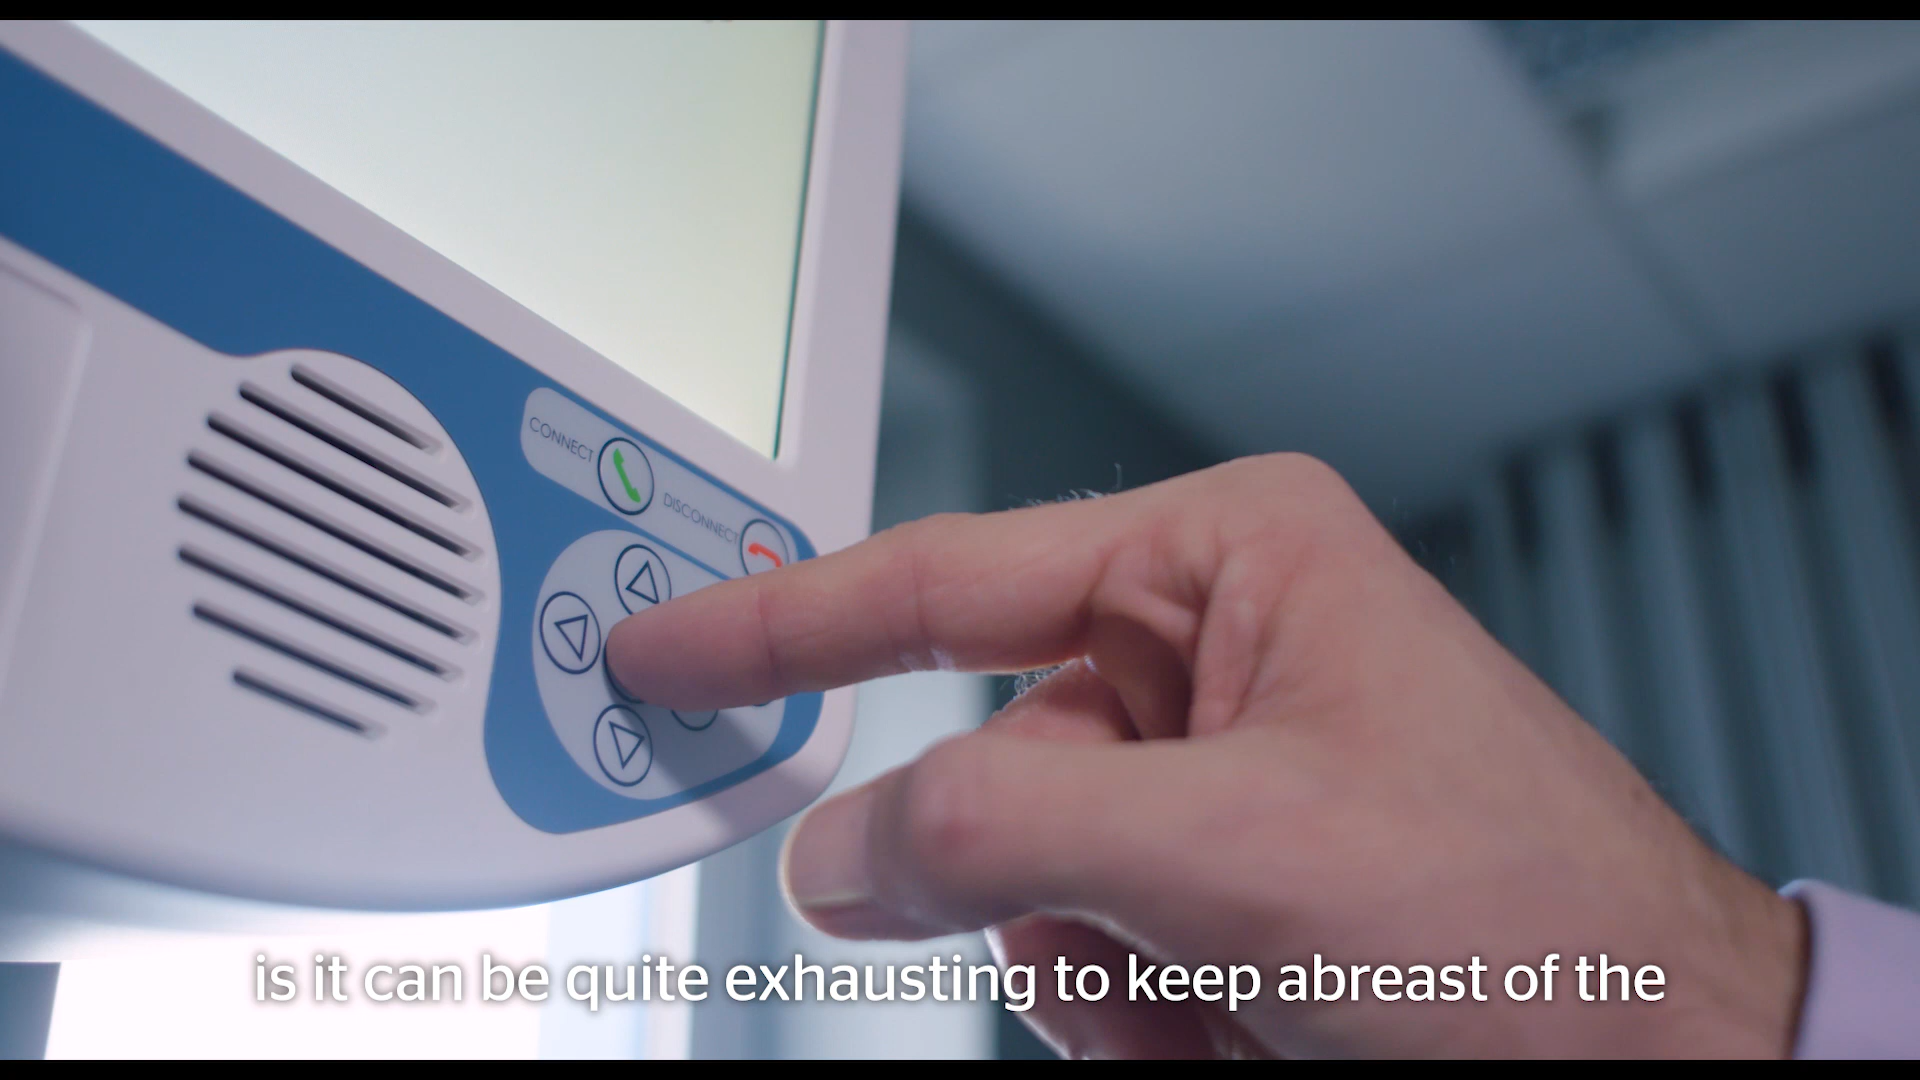 CONNECT
DISCONNECT
is it can be quite exhausting to keep abreast of the